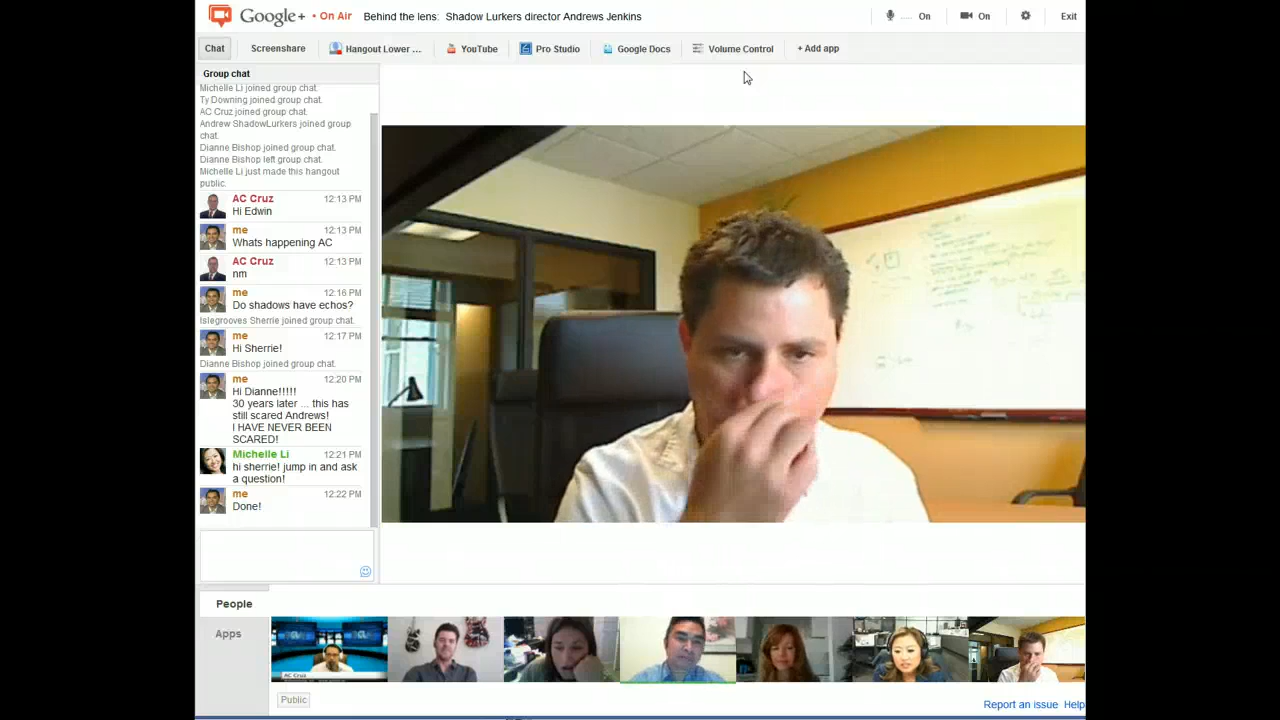 Google+ • On Air Behind the lens: Shadow Lurkers director Andrews Jenkins .... On On Exit
Chat Screenshare Hangout Lower ... YouTube Pro Studio Google Docs Volume Control + Add app
Group chat
Michelle Li joined group chat.
Ty Downing joined group chat.
AC Cruz joined group chat.
Andrew ShadowLurkers joined group
chat.
Dianne Bishop joined group chat.
Dianne Bishop left group chat.
Michelle Li just made this hangout
public.
AC Cruz 12:13 PM
Hi Edwin
me 12:13 PM
Whats happening AC
AC Cruz 12:13 PM
nm
me 12:16 PM
Do shadows have echos?
Islegrooves Sherrie joined group chat.
me 12:17 PM
Hi Sherrie!
Dianne Bishop joined group chat.
me 12:20 PM
Hi Dianne!!!!!
30 years later ... this has
still scared Andrews!
I HAVE NEVER BEEN
SCARED!
Michelle Li 12:21 PM
hi sherrie! jump in and ask
a question!
me 12:22 PM
Done!
People
Apps
AC Cruz
Public
Report an issue Help